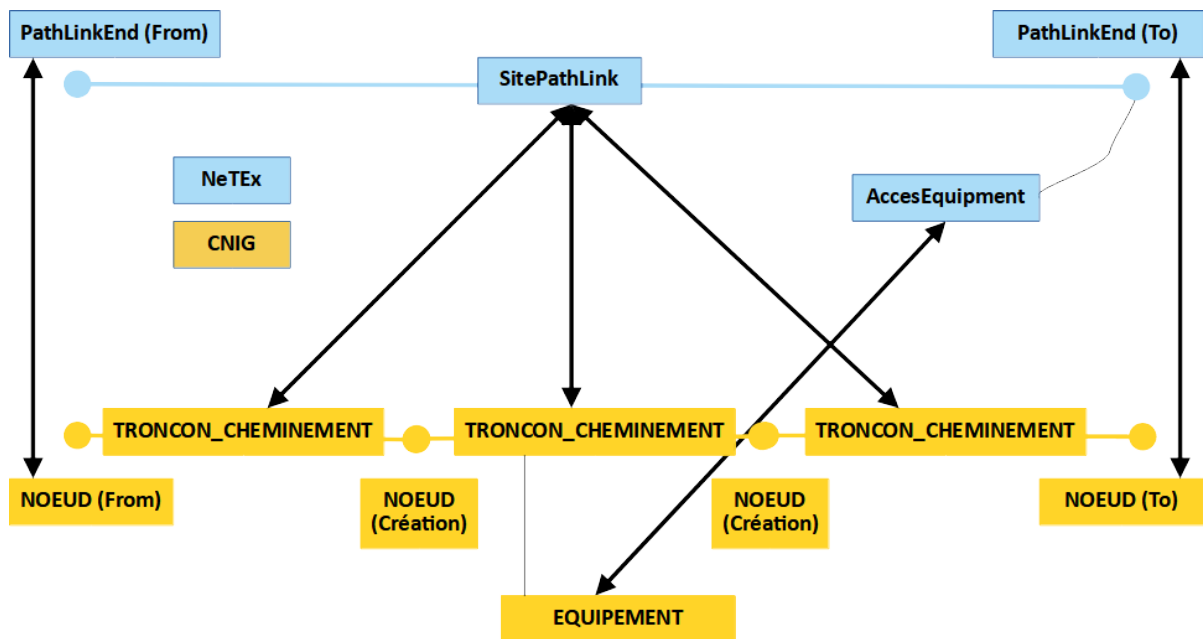 PathLinkEnd (From)
PathLinkEnd (To)
SitePathLink
NeTEx
AccesEquipment
CNIG
TRONCON_CHEMINEMENT
TRONCON_CHEMINEMENT
TRONCON_CHEMINEMENT
NOEUD (From)
NOEUD
(Création)
NOEUD
(Création)
NOEUD (To)
EQUIPEMENT